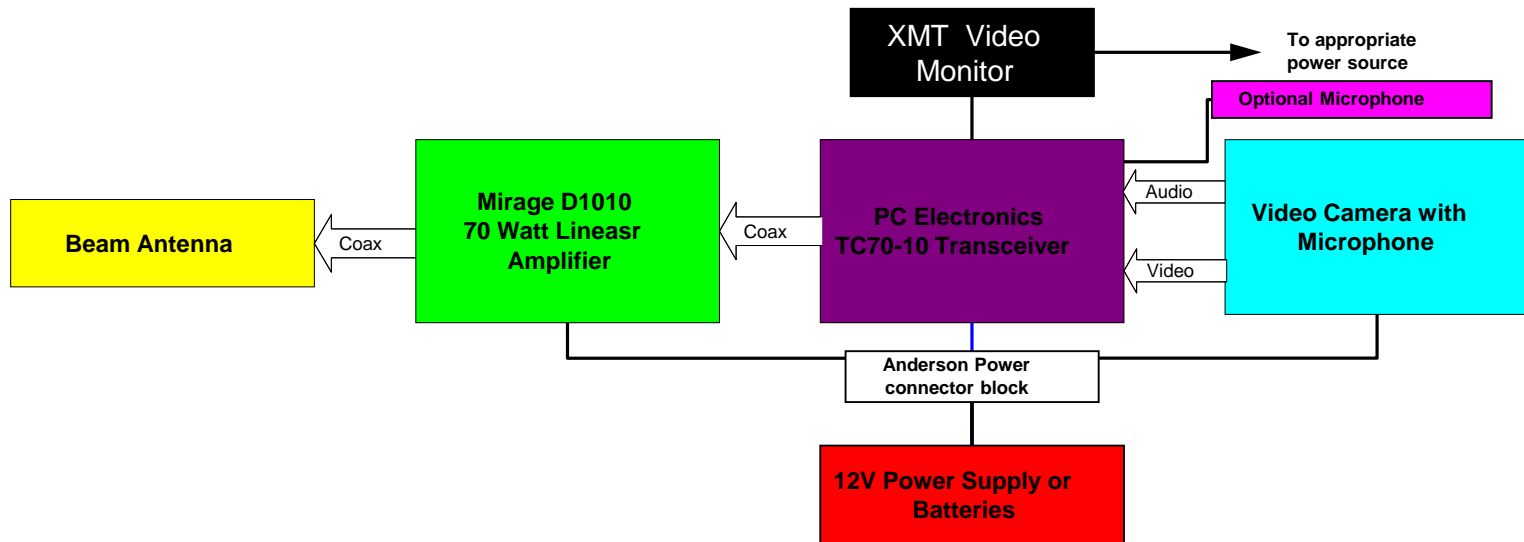 XMT Video
Monitor
To appropriate
power source
Optional Microphone
Beam Antenna
Coax
Mirage D1010
70 Watt Lineasr
Amplifier
Coax
PC Electronics
TC70-10 Transceiver
Audio
Video
Video Camera with
Microphone
Anderson Power
connector block
12V Power Supply or
Batteries